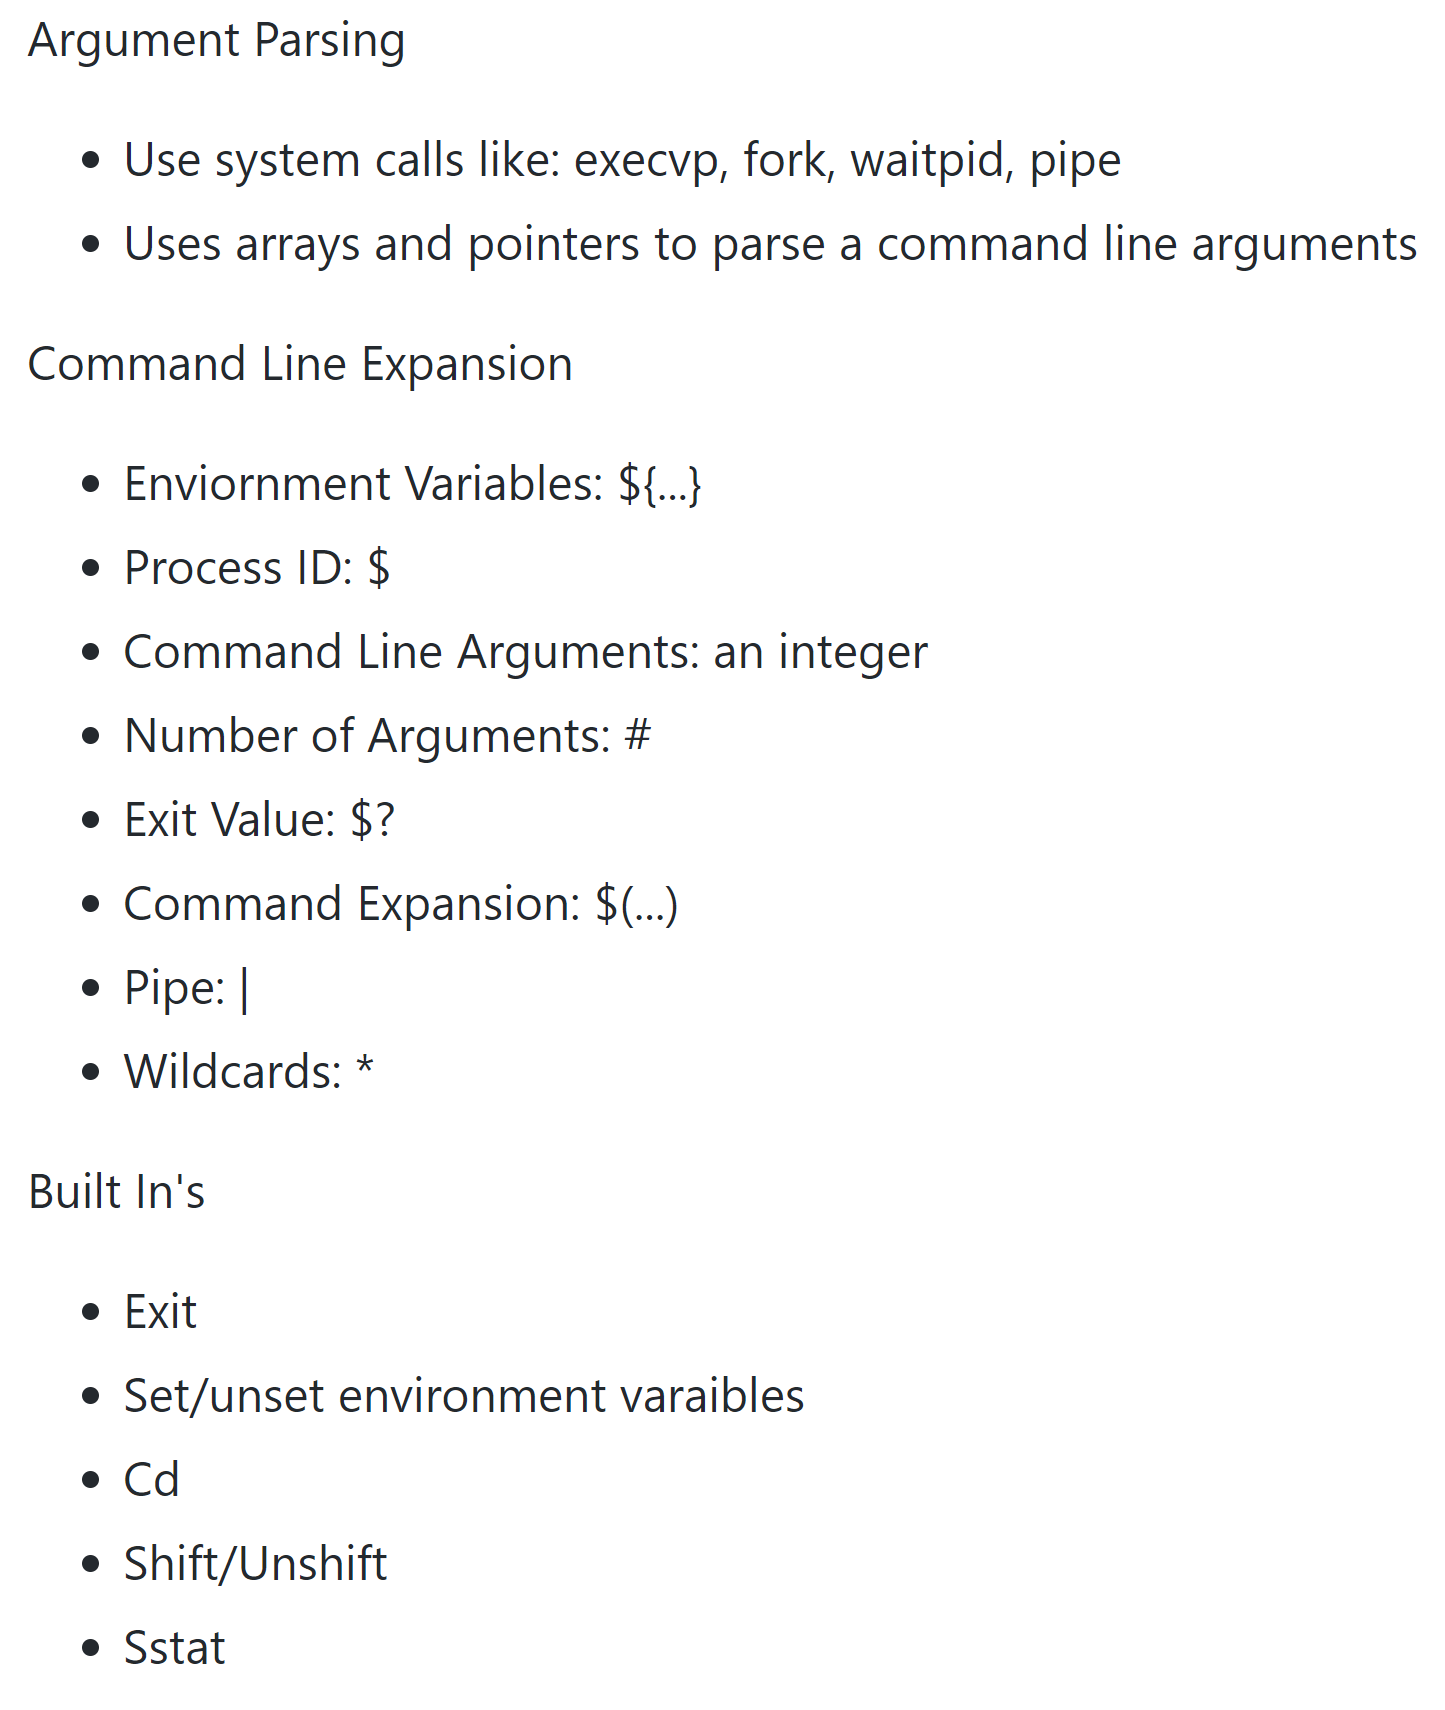 Argument Parsing
Use system calls like: execvp, fork, waitpid, pipe
Uses arrays and pointers to parse a command line arguments
Command Line Expansion
Enviornment Variables: ${...}
Process ID: $
Command Line Arguments: an integer
Number of Arguments: #
Exit Value: $?
Command Expansion: $(...)
Pipe: |
Wildcards: *
Built In's
Exit
Set/unset environment varaibles
Cd
Shift/Unshift
Sstat